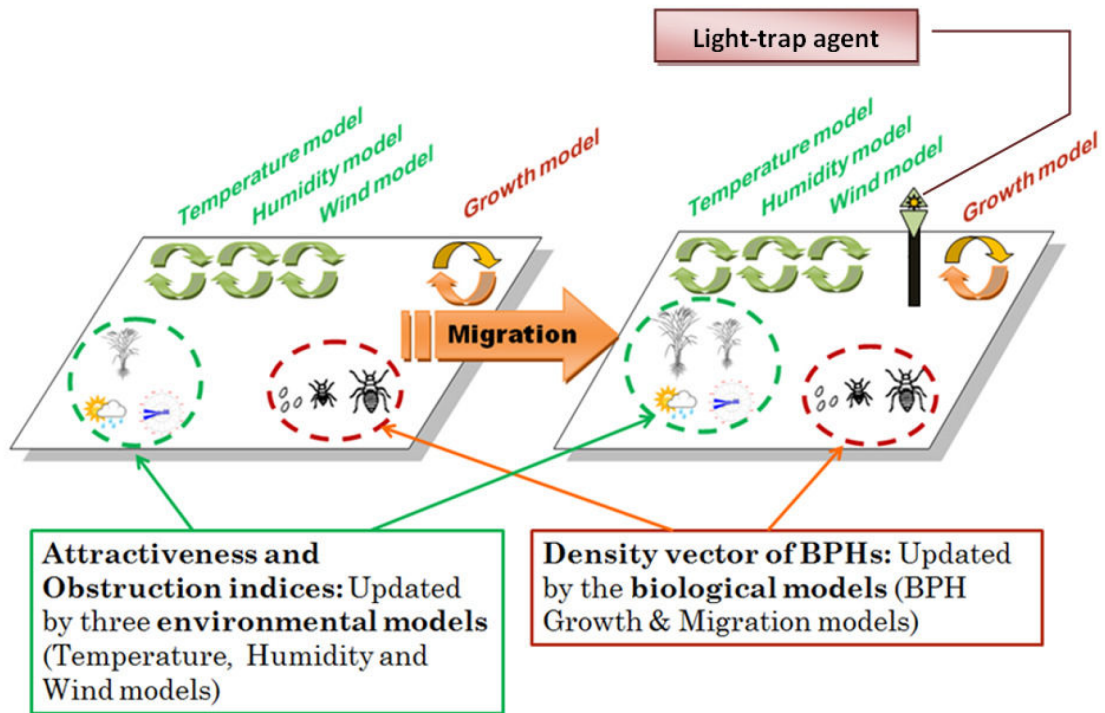 Light-trap agent
Temperature model
Humidity model
Wind model
Growth model
Temperature model
Humidity model
Wind model
Growth model
Migration
Attractiveness and
Obstruction indices: Updated
by three environmental models
(Temperature, Humidity and
Wind models)
Density vector of BPHs: Updated
by the biological models (BPH
Growth & Migration models)